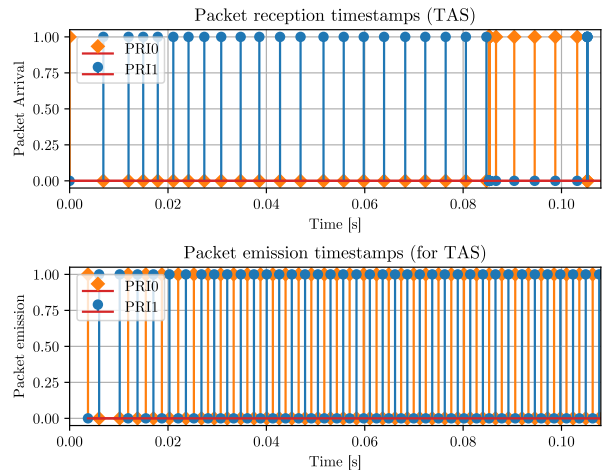 Packet reception timestamps (TAS)
Packet Arrival
1.00
0.75
0.50
0.25
0.00
PRI0
PRI1
0.00 0.02 0.04 0.06 0.08 0.10
Time [s]
Packet emission timestamps (for TAS)
Packet emission
1.00
0.75
0.50
0.25
0.00
PRI0
PRI1
0.00 0.02 0.04 0.06 0.08 0.10
Time [s]